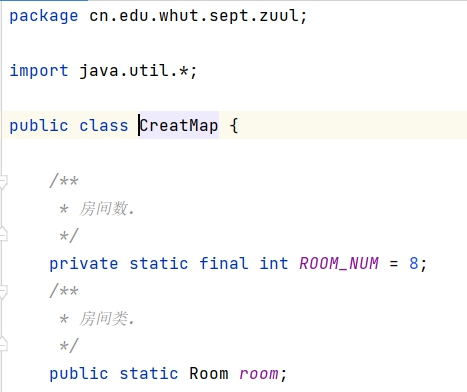 package cn.edu.whut.sept.zuul;
import java.util.*;
public class CreatMap {
/**
* 房间数.
*/
private static final int ROOM_NUM = 8;
/**
* 房间类.
*/
public static Room room;